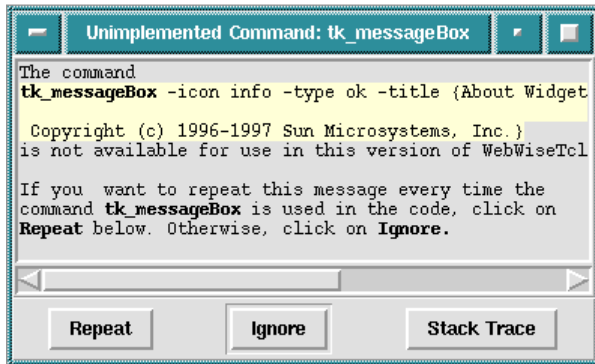 Unimplemented Command: tk_messageBox
The command
tk_messageBox -icon info -type ok -title {About Widget
Copyright (c) 1996-1997 Sun Microsystems, Inc.}
is not available for use in this version of WebWiseTcl
If you want to repeat this message every time the
command tk_messageBox is used in the code, click on
Repeat below. Otherwise, click on Ignore.
Repeat Ignore Stack Trace